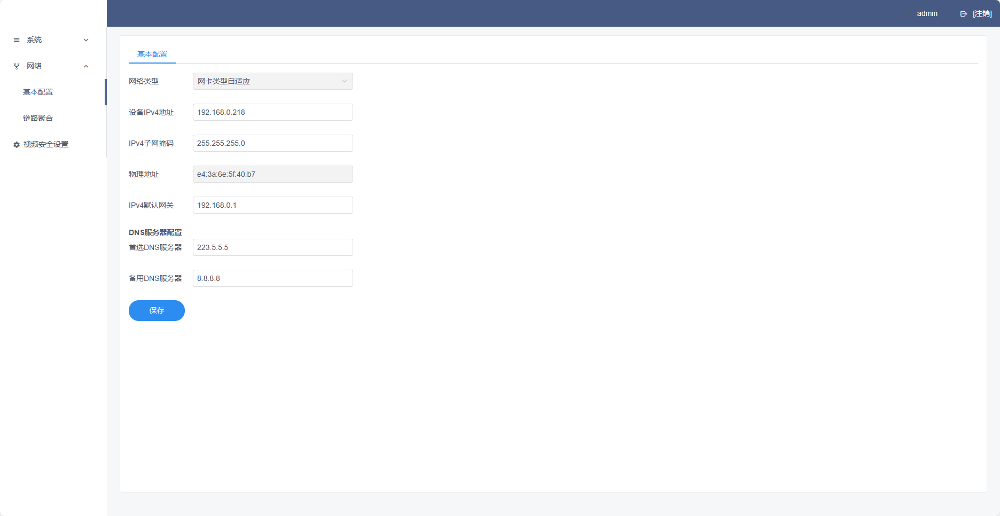 admin
[注销]
系统
网络
基本配置
链路聚合
视频安全设置
基本配置
网络类型 网卡类型自适应
设备IPv4地址 192.168.0.218
IPv4子网掩码 255.255.255.0
物理地址 e4:3a:6e:5f:40:b7
IPv4默认网关 192.168.0.1
DNS服务器配置
首选DNS服务器 223.5.5.5
备用DNS服务器 8.8.8.8
保存